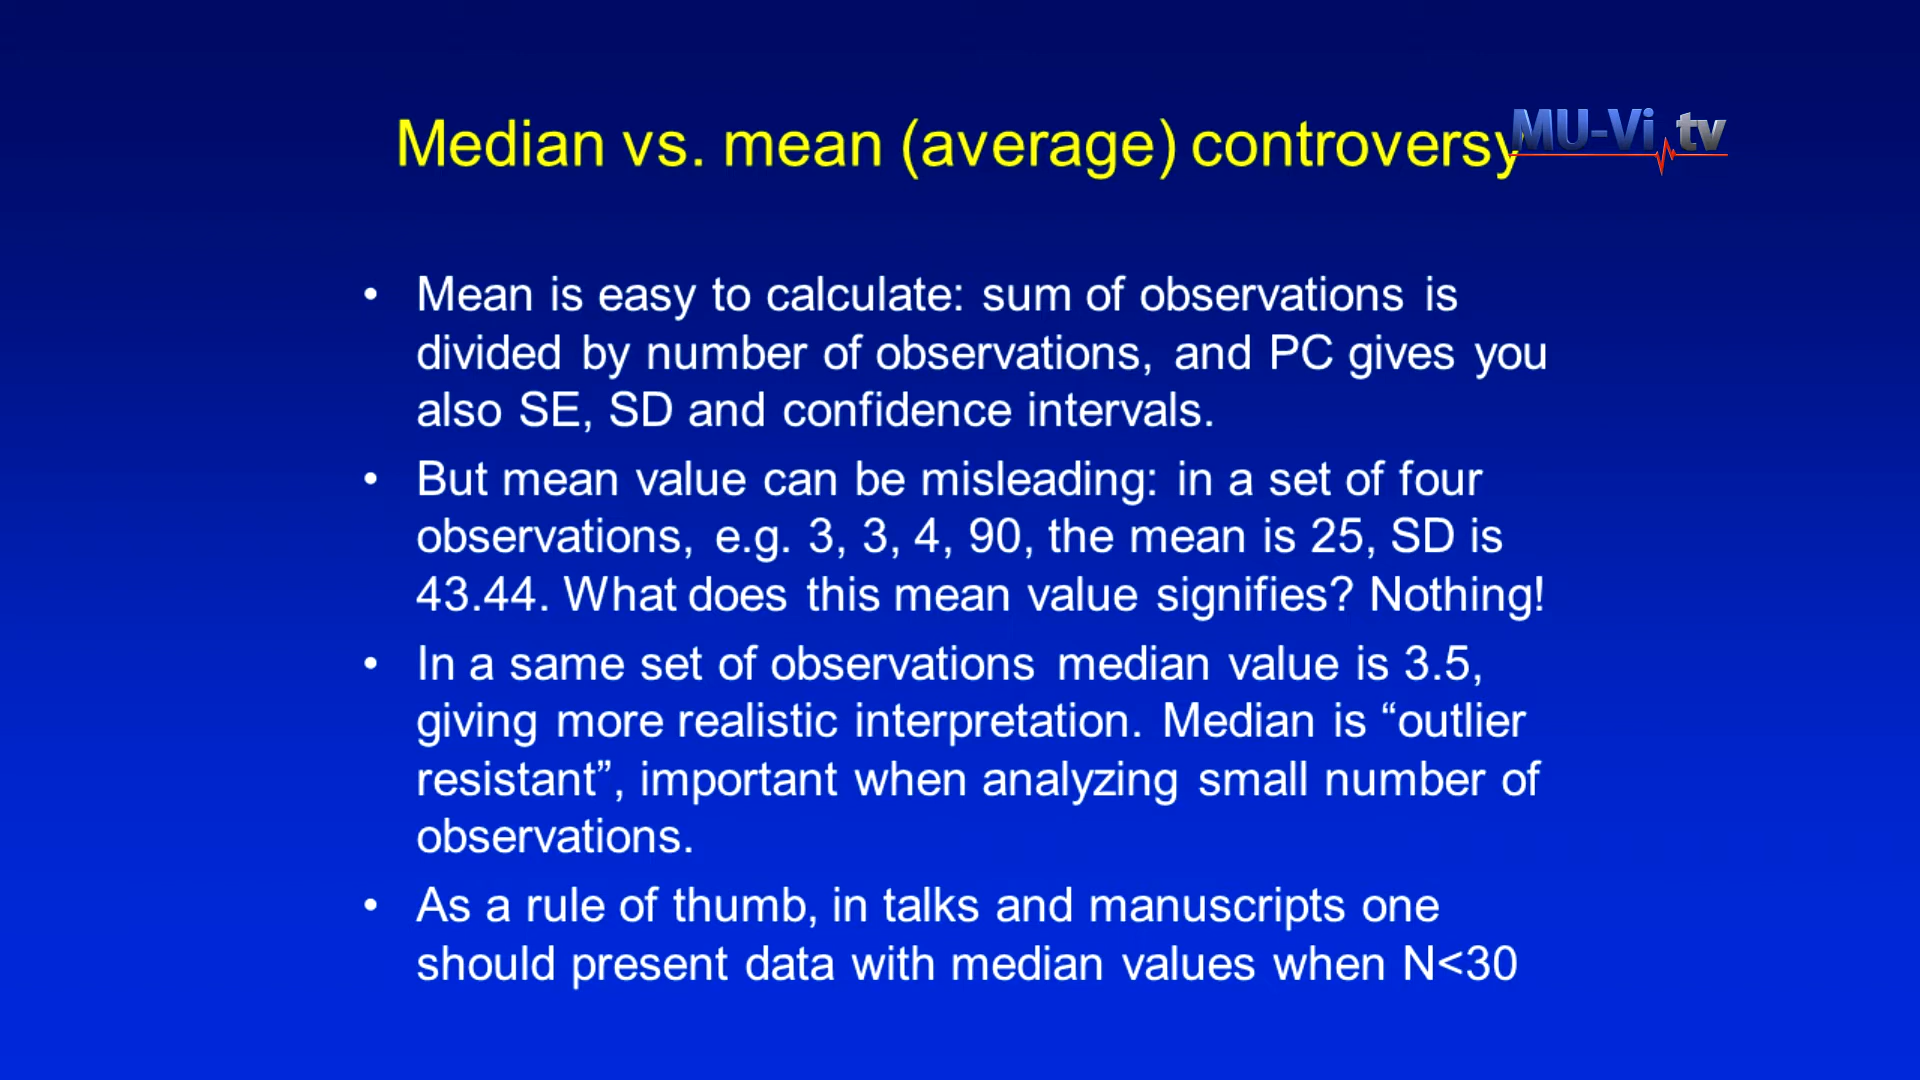 Median vs. mean (average) controversy
MU-Vi tv
• Mean is easy to calculate: sum of observations is
divided by number of observations, and PC gives you
also SE, SD and confidence intervals.
• But mean value can be misleading: in a set of four
observations, e.g. 3, 3, 4, 90, the mean is 25, SD is
43.44. What does this mean value signifies? Nothing!
• In a same set of observations median value is 3.5,
giving more realistic interpretation. Median is “outlier
resistant”, important when analyzing small number of
observations.
• As a rule of thumb, in talks and manuscripts one
should present data with median values when N<30